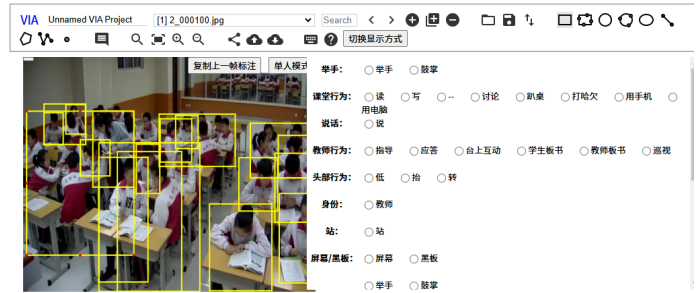 VIA Unnamed VIA Project [1] 2_000100.jpg Search
切换显示方式
复制上一帧标注 单人模式
举手： 举手 鼓掌
课堂行为： 读 写 -- 讨论 趴桌 打哈欠 用手机
用电脑
说话： 说
教师行为： 指导 应答 台上互动 学生板书 教师板书 巡视
头部行为： 低 抬 转
身份： 教师
站： 站
屏幕/黑板： 屏幕 黑板
举手 鼓掌